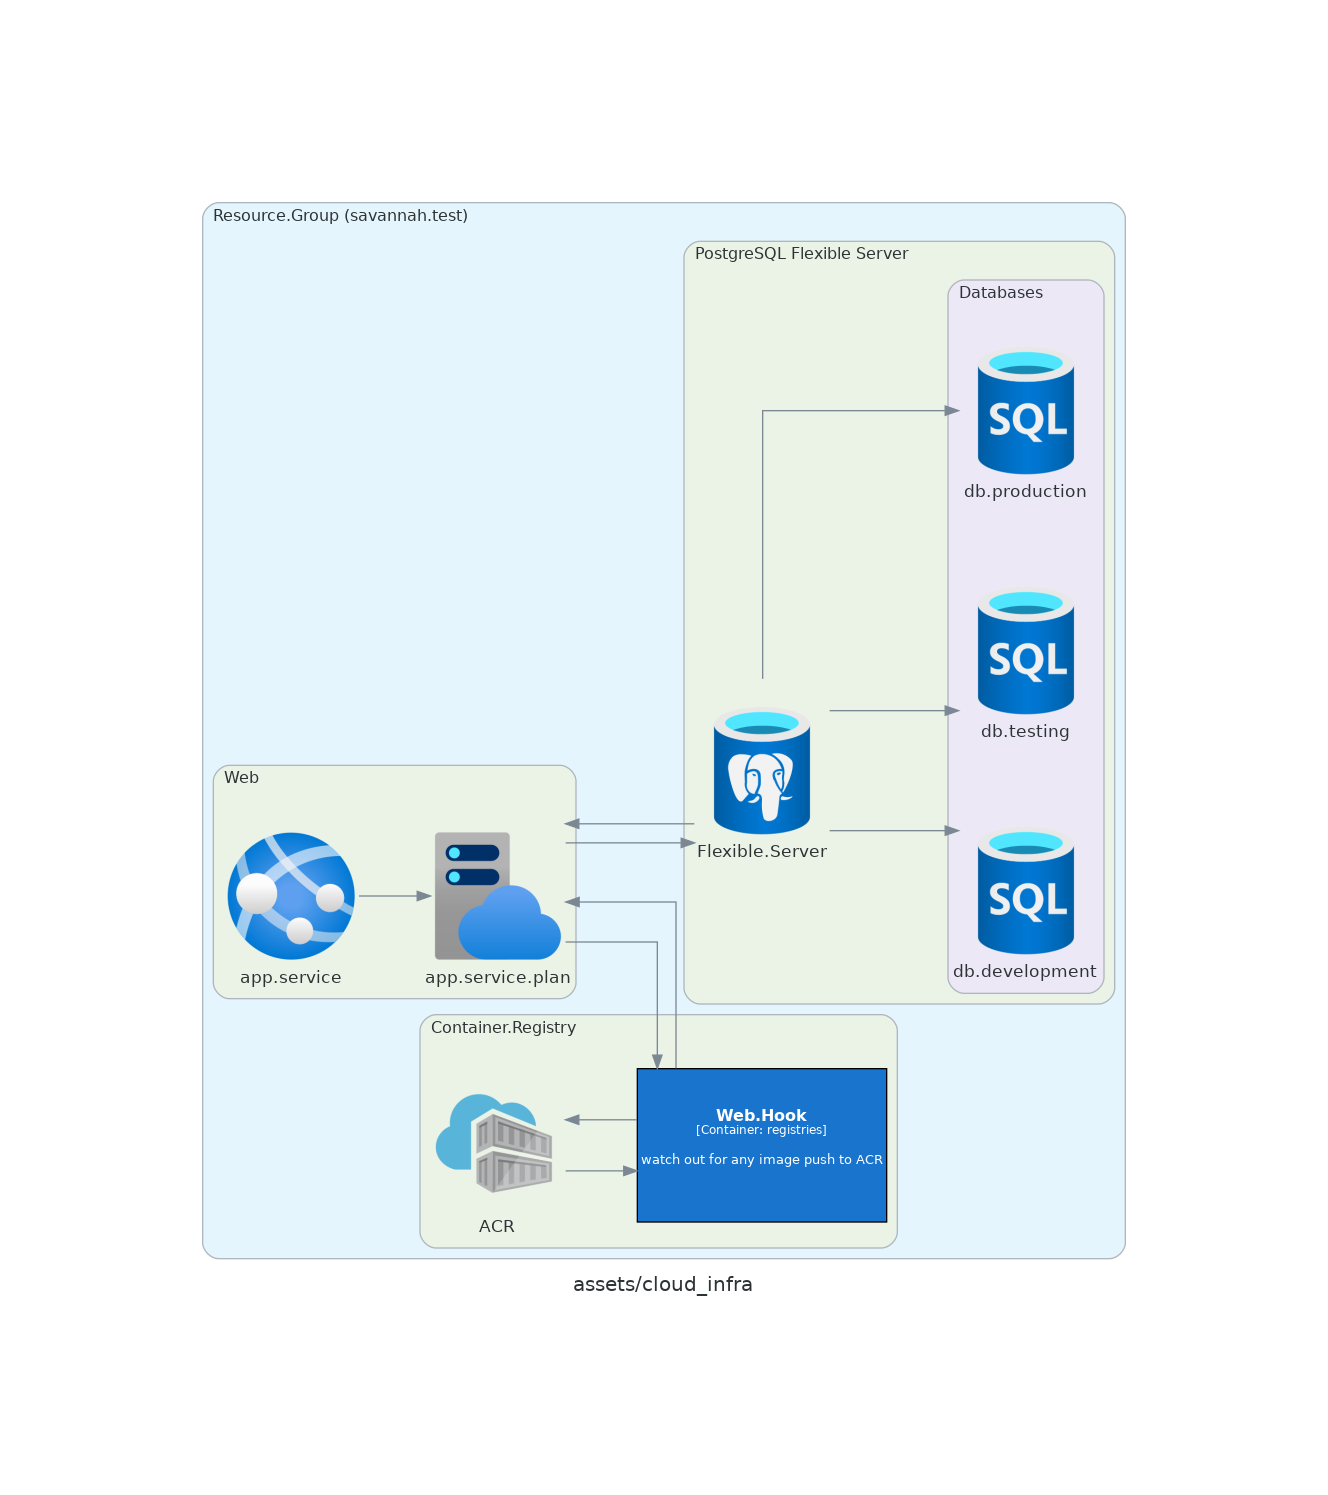 Resource.Group (savannah.test)
PostgreSQL Flexible Server
Databases
SQL
db.production
SQL
db.testing
Web
Flexible.Server
SQL
app.service
app.service.plan
db.development
Container.Registry
Web.Hook
[Container: registries]
watch out for any image push to ACR
ACR
assets/cloud_infra